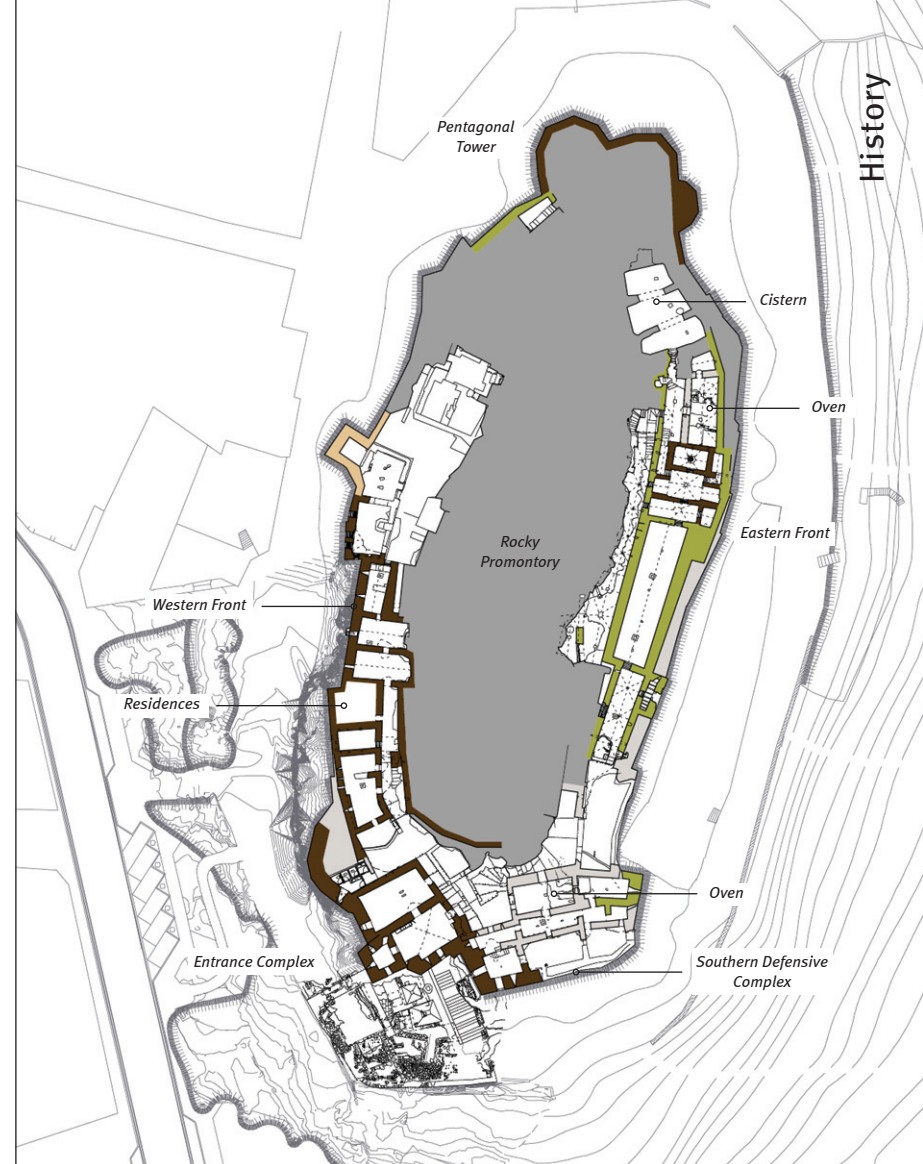 History
Pentagonal
Tower
Cistern
Oven
Rocky
Promontory
Eastern Front
Western Front
Residences
Oven
Entrance Complex
Southern Defensive
Complex